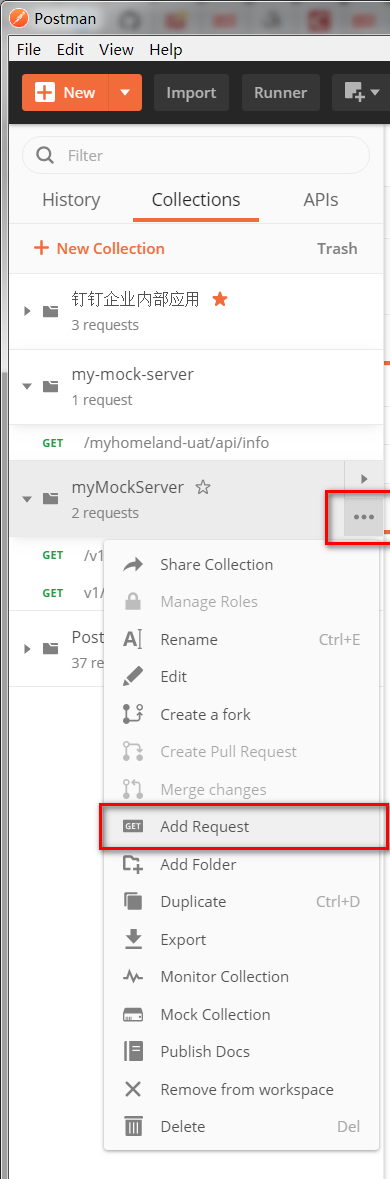 Postman
File Edit View Help
New Import Runner
Filter
History Collections APIs
+ New Collection Trash
钉钉企业内部应用
3 requests
my-mock-server
1 request
GET /myhomeland-uat/api/info
myMockServer
2 requests
GET /v1
GET v1/
Post
37 re
Share Collection
Manage Roles
Rename Ctrl+E
Edit
Create a fork
Create Pull Request
Merge changes
GET Add Request
Add Folder
Duplicate Ctrl+D
Export
Monitor Collection
Mock Collection
Publish Docs
Remove from workspace
Delete Del